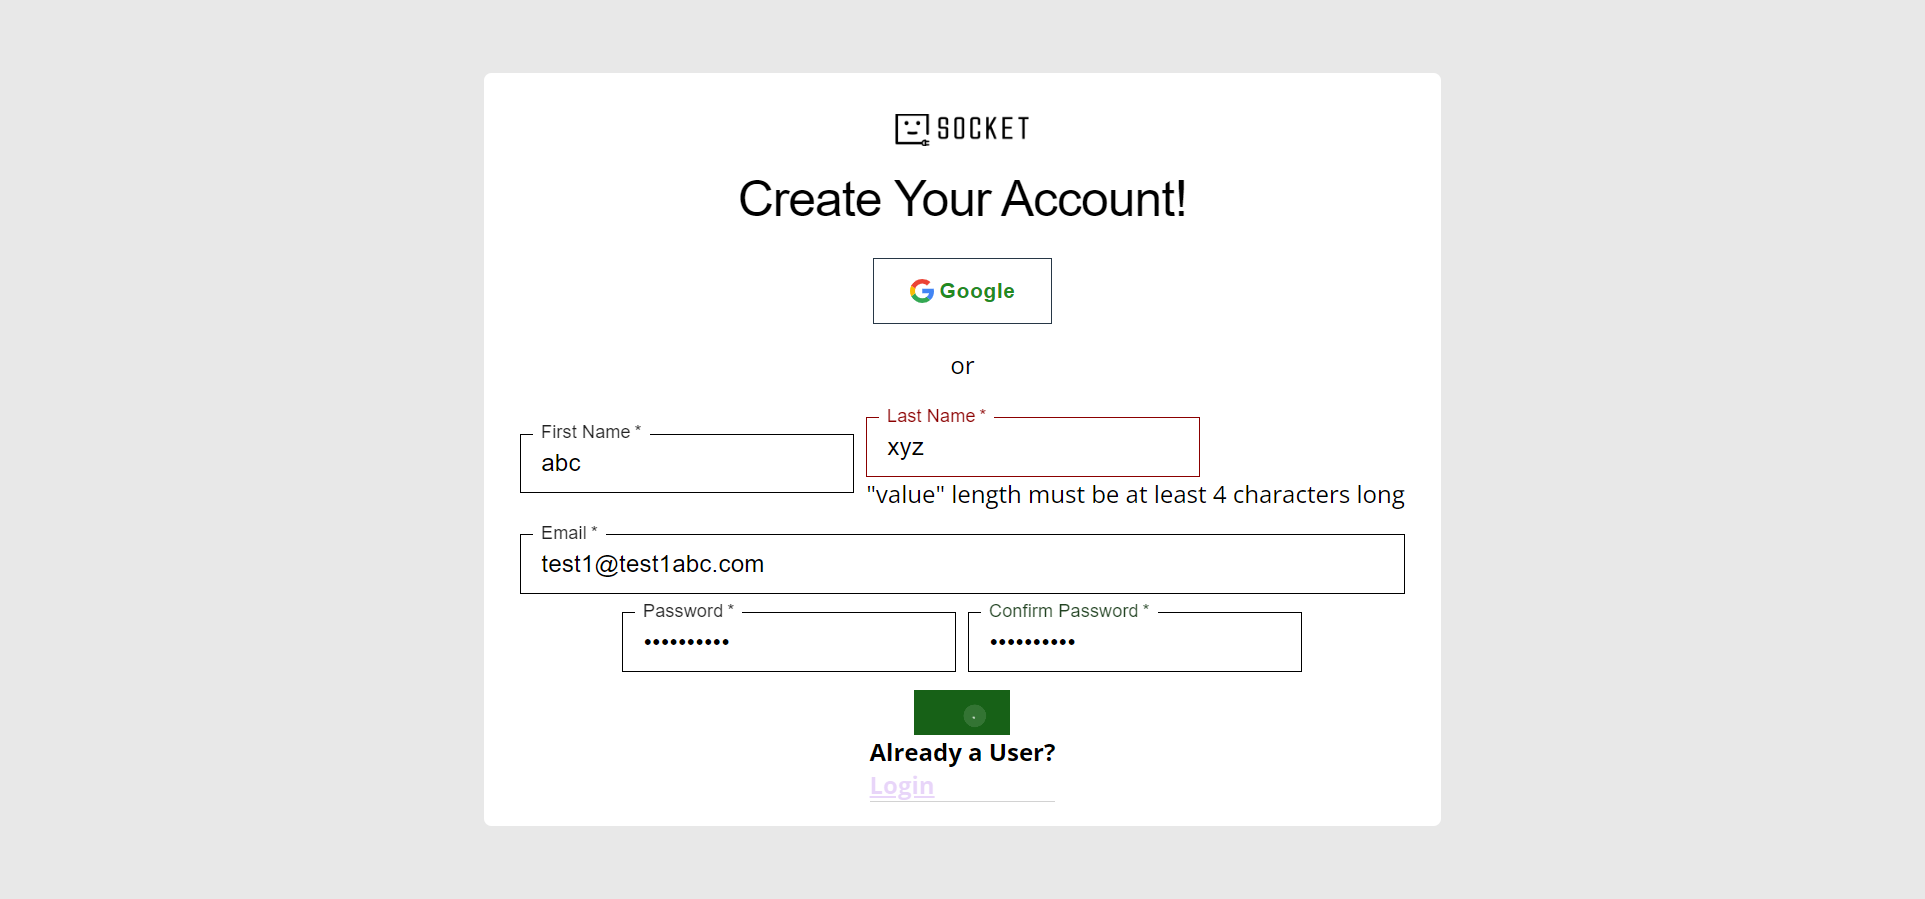 SOCKET
Create Your Account!
Google
or
First Name *
abc
Last Name *
xyz
"value" length must be at least 4 characters long
Email *
test1@test1abc.com
Password *
••••••••••
Confirm Password *
••••••••••
Already a User?
Login